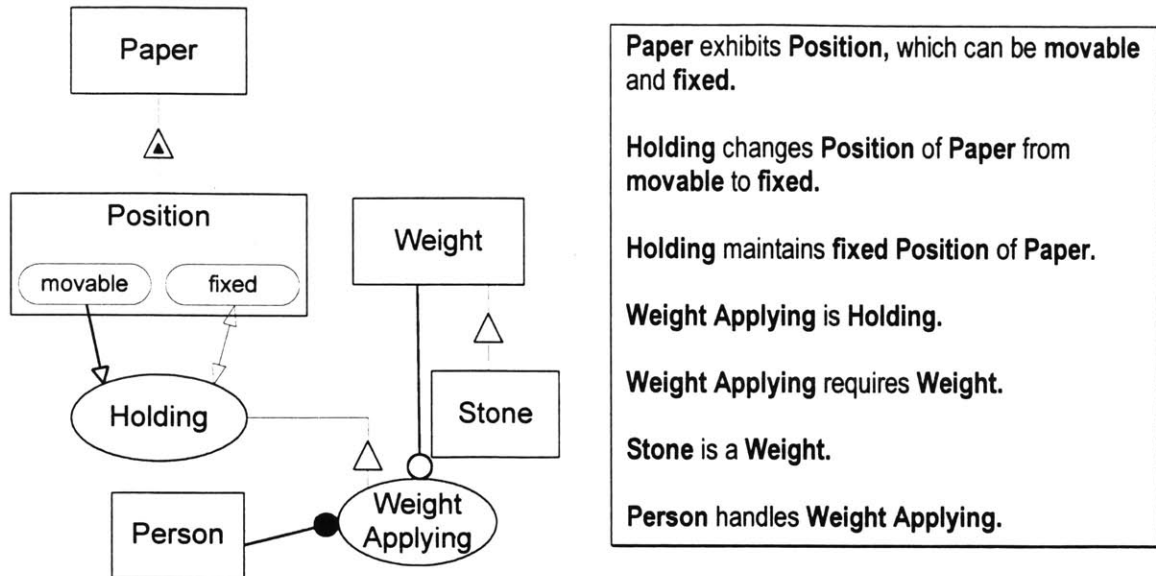 Paper
Position
movable
fixed
Weight
Holding
Stone
Person
Weight
Applying
Paper exhibits Position, which can be movable
and fixed.
Holding changes Position of Paper from
movable to fixed.
Holding maintains fixed Position of Paper.
Weight Applying is Holding.
Weight Applying requires Weight.
Stone is a Weight.
Person handles Weight Applying.